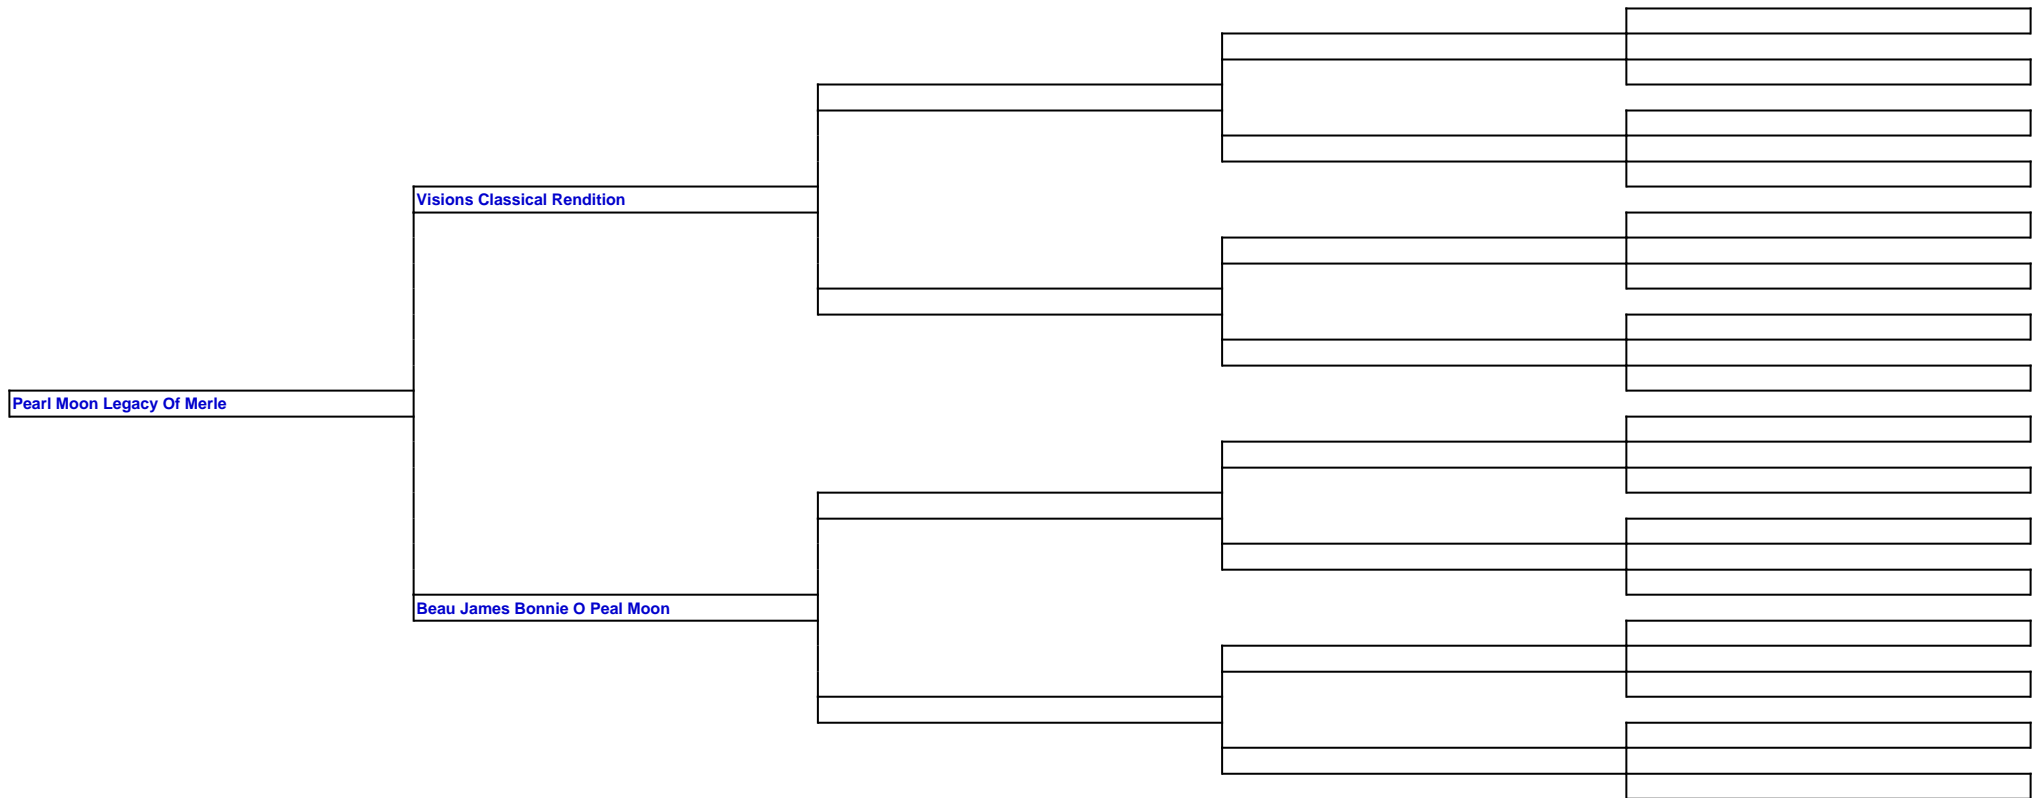 Visions Classical Rendition
Pearl Moon Legacy Of Merle
Beau James Bonnie O Peal Moon